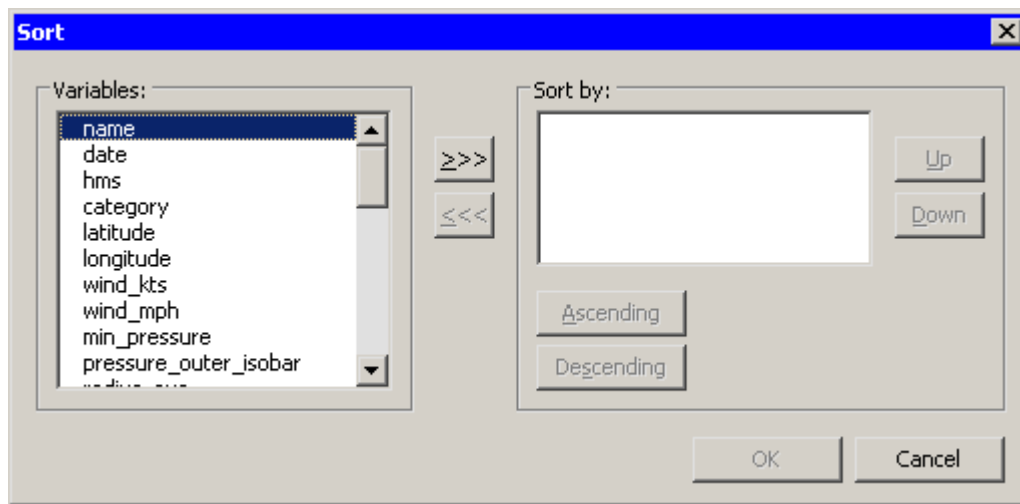 Sort
Variables:
name
date
hms
category
latitude
longitude
wind_kts
wind_mph
min_pressure
pressure_outer_isobar
>>>
<<<
Sort by:
Up
Down
Ascending
Descending
OK
Cancel